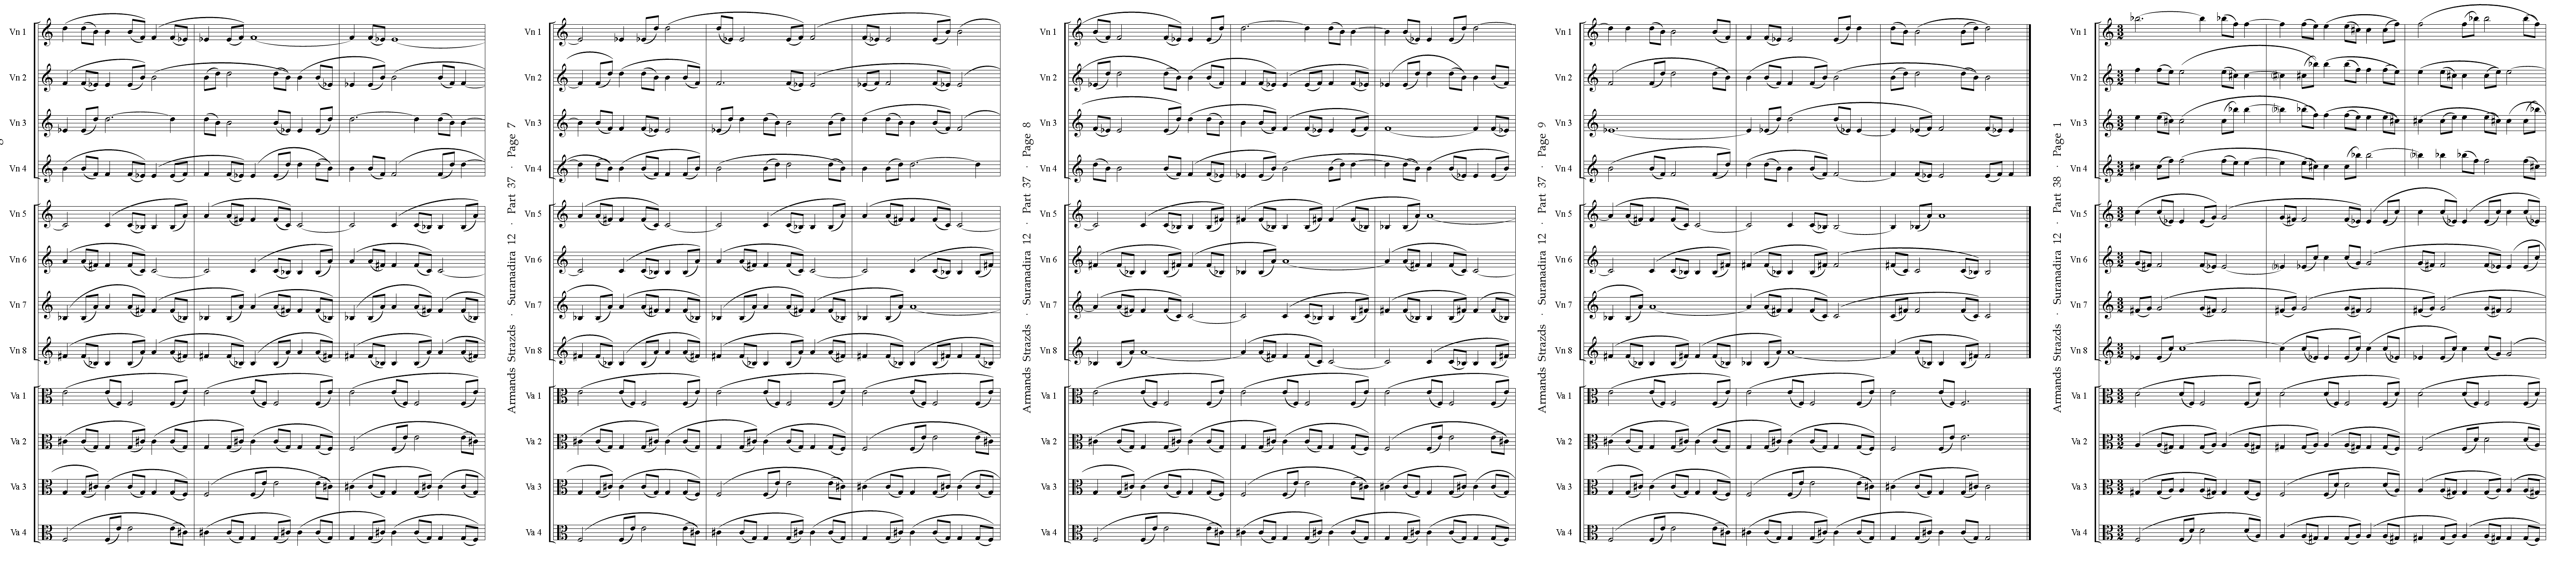 Vn 1
Vn 2
Vn 3
Vn 4
Vn 5
Vn 6
Vn 7
Vn 8
Va 1
Va 2
Va 3
Va 4
Armands Strazds · Suranadira 12 · Part 37 · Page 7
Vn 1
Vn 2
Vn 3
Vn 4
Vn 5
Vn 6
Vn 7
Vn 8
Va 1
Va 2
Va 3
Va 4
Armands Strazds · Suranadira 12 · Part 37 · Page 8
Vn 1
Vn 2
Vn 3
Vn 4
Vn 5
Vn 6
Vn 7
Vn 8
Va 1
Va 2
Va 3
Va 4
Armands Strazds · Suranadira 12 · Part 37 · Page 9
Vn 1
Vn 2
Vn 3
Vn 4
Vn 5
Vn 6
Vn 7
Vn 8
Va 1
Va 2
Va 3
Va 4
Armands Strazds · Suranadira 12 · Part 38 · Page 1
Vn 1
Vn 2
Vn 3
Vn 4
Vn 5
Vn 6
Vn 7
Vn 8
Va 1
Va 2
Va 3
Va 4